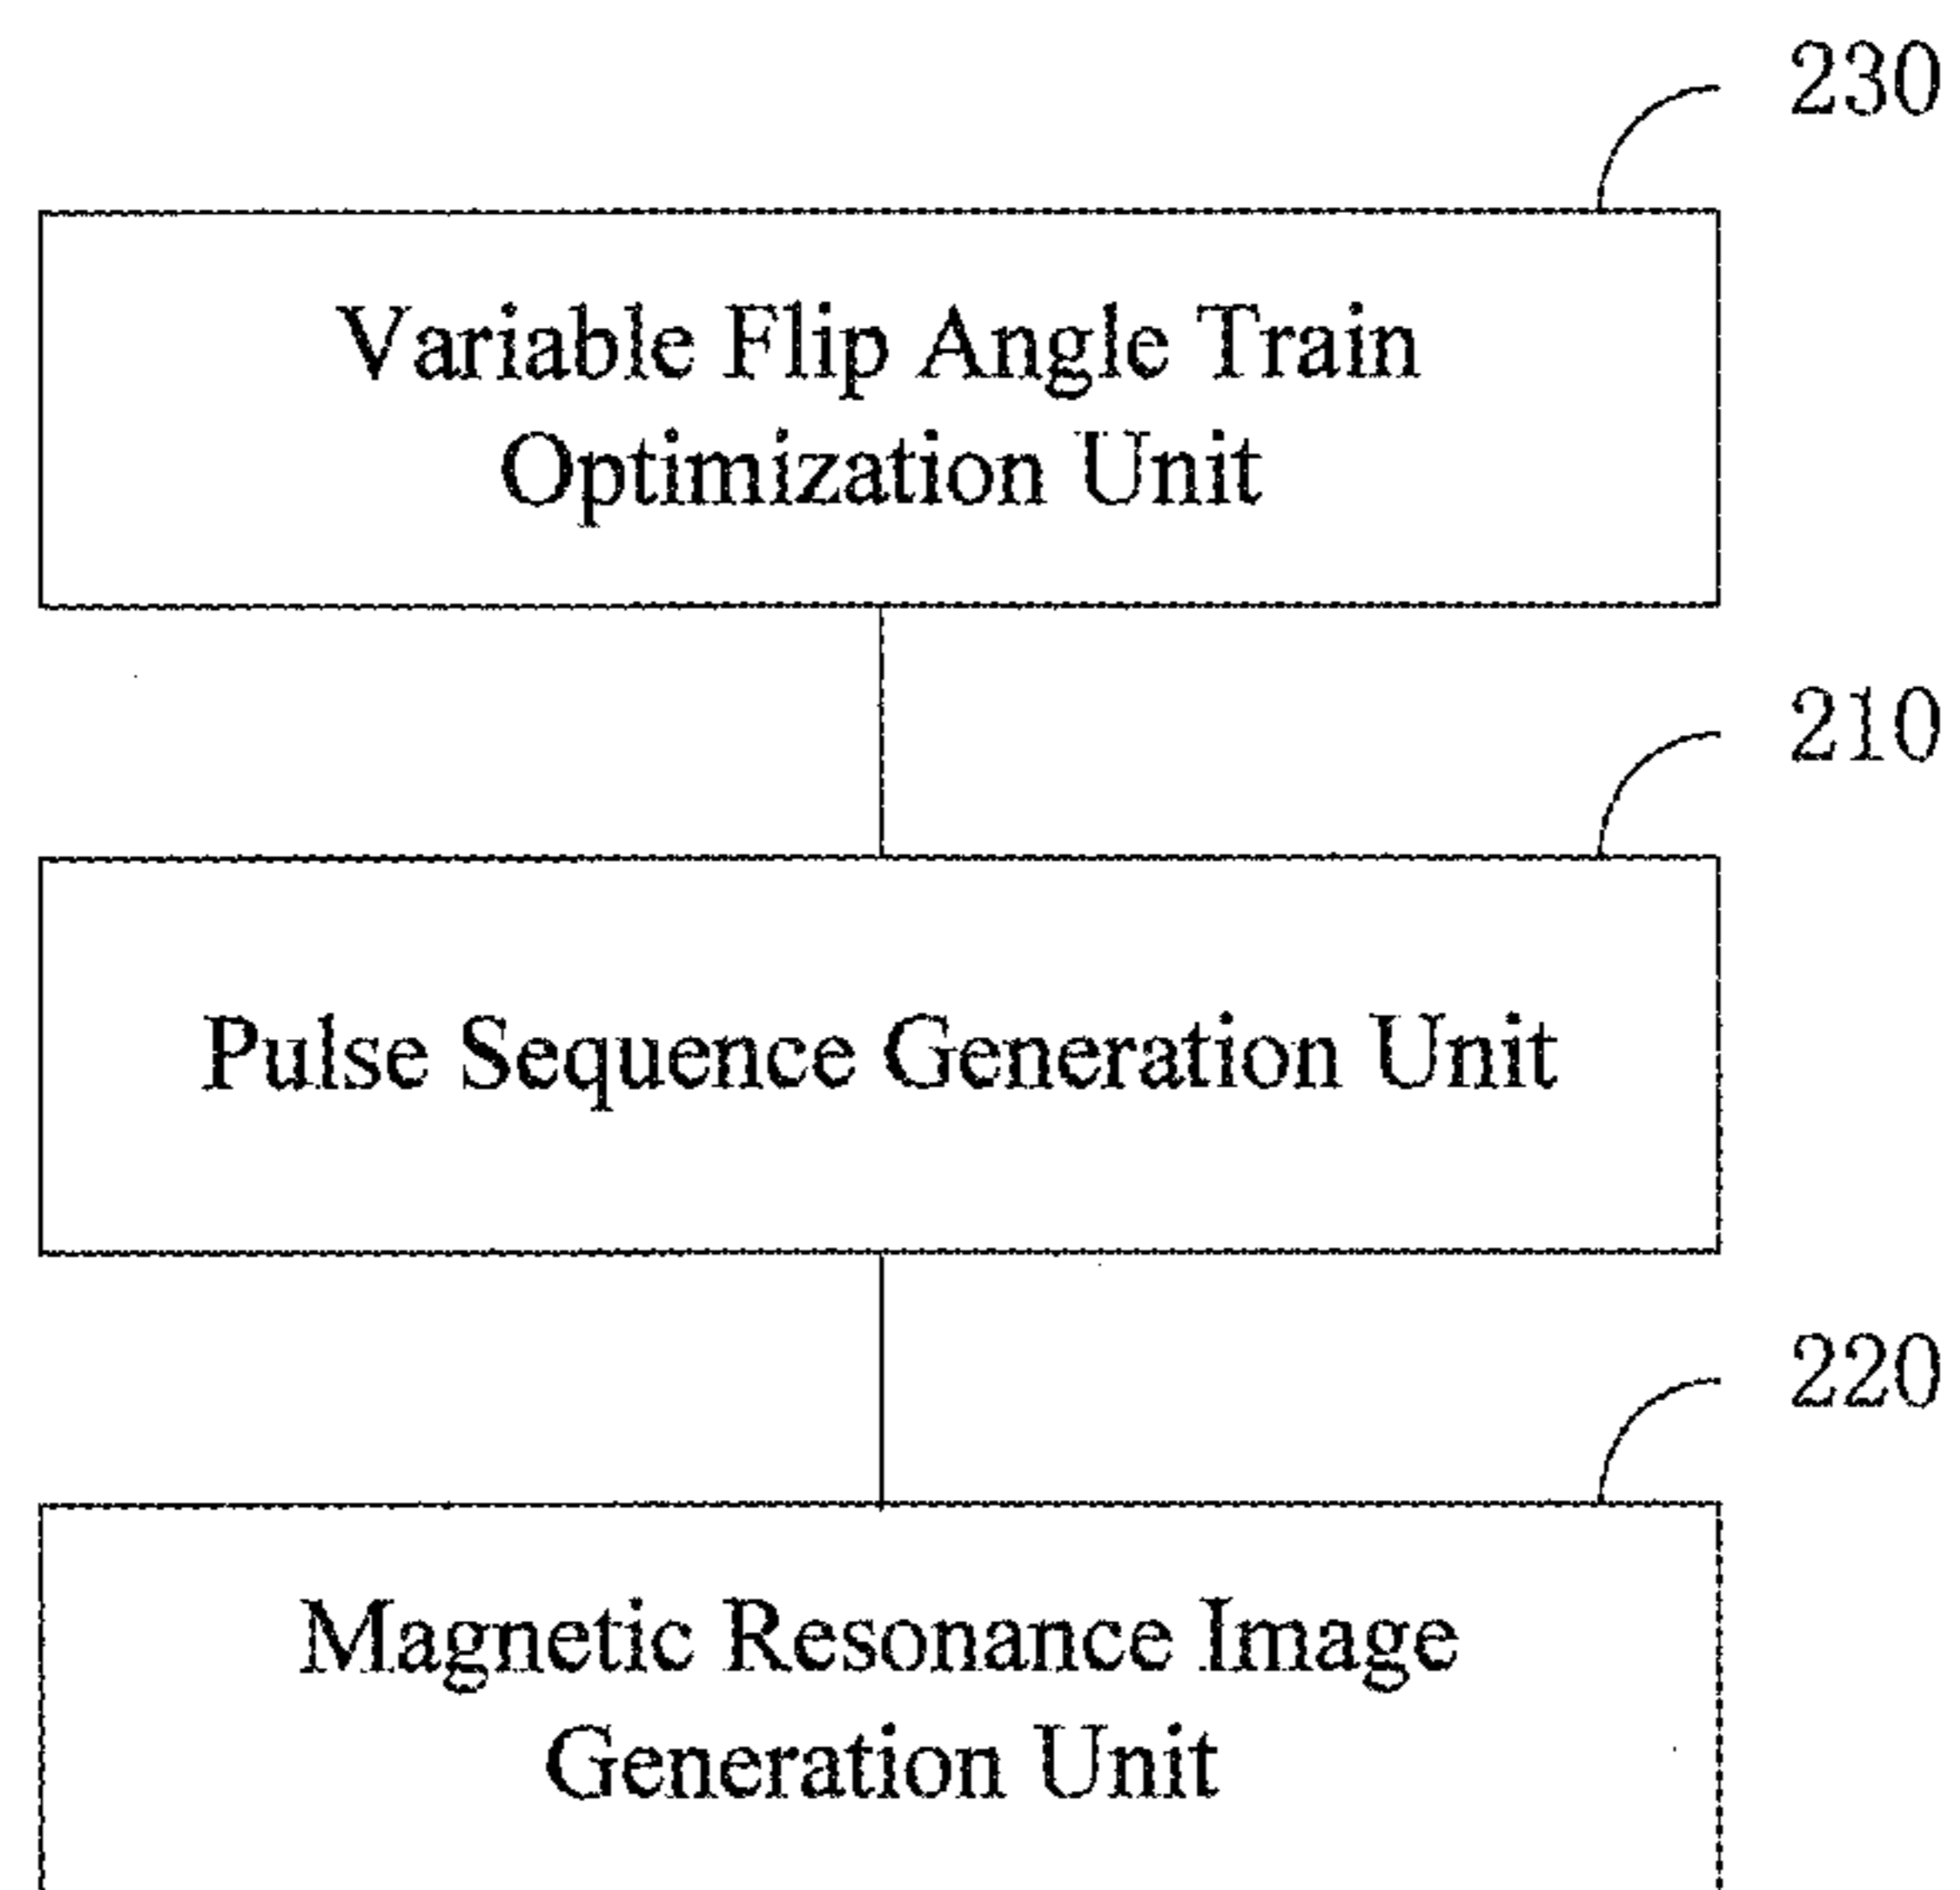 230
Variable Flip Angle Train
Optimization Unit
210
Pulse Sequence Generation Unit
220
Magnetic Resonance Image
Generation Unit